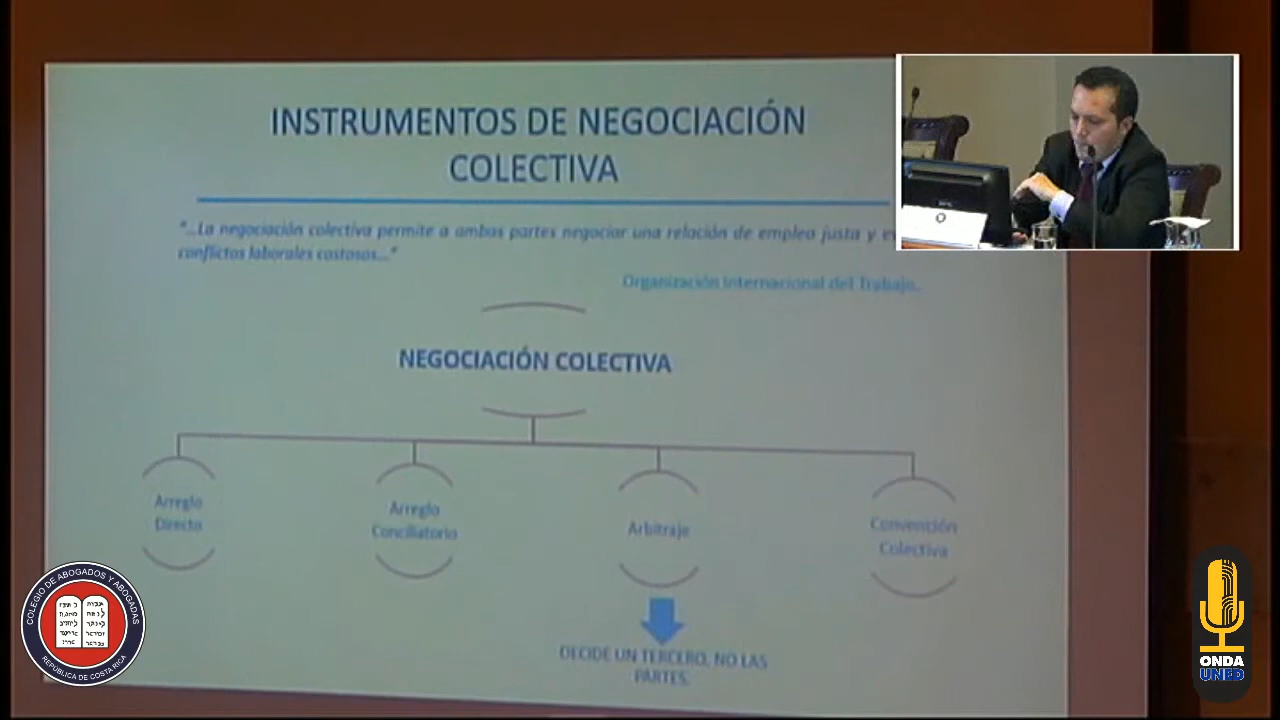 INSTRUMENTOS DE NEGOCIACIÓN
COLECTIVA
"...La negociación colectiva permite a ambas partes negociar una relación de empleo justa y
conflictos laborales costosos..."
Organización Internacional del Trabajo.
NEGOCIACIÓN COLECTIVA
Arreglo
Directo
Arreglo
Conciliatorio
Arbitraje
Convención
Colectiva
DECIDE UN TERCERO, NO LAS
PARTES.
COLEGIO DE ABOGADOS Y ABOGADAS
REPÚBLICA DE COSTA RICA
ONDA
UNED